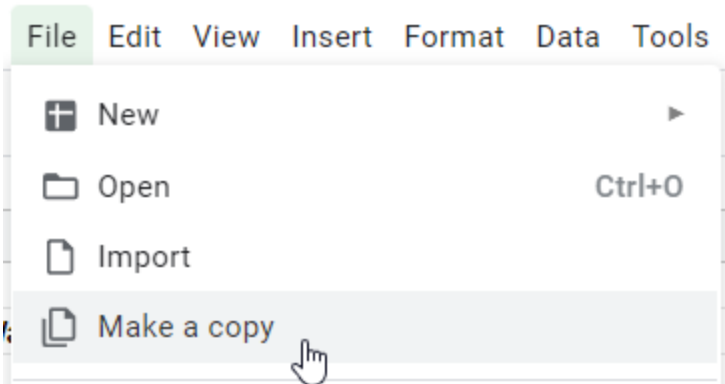 File Edit View Insert Format Data Tools
New
Open Ctrl+O
Import
Make a copy